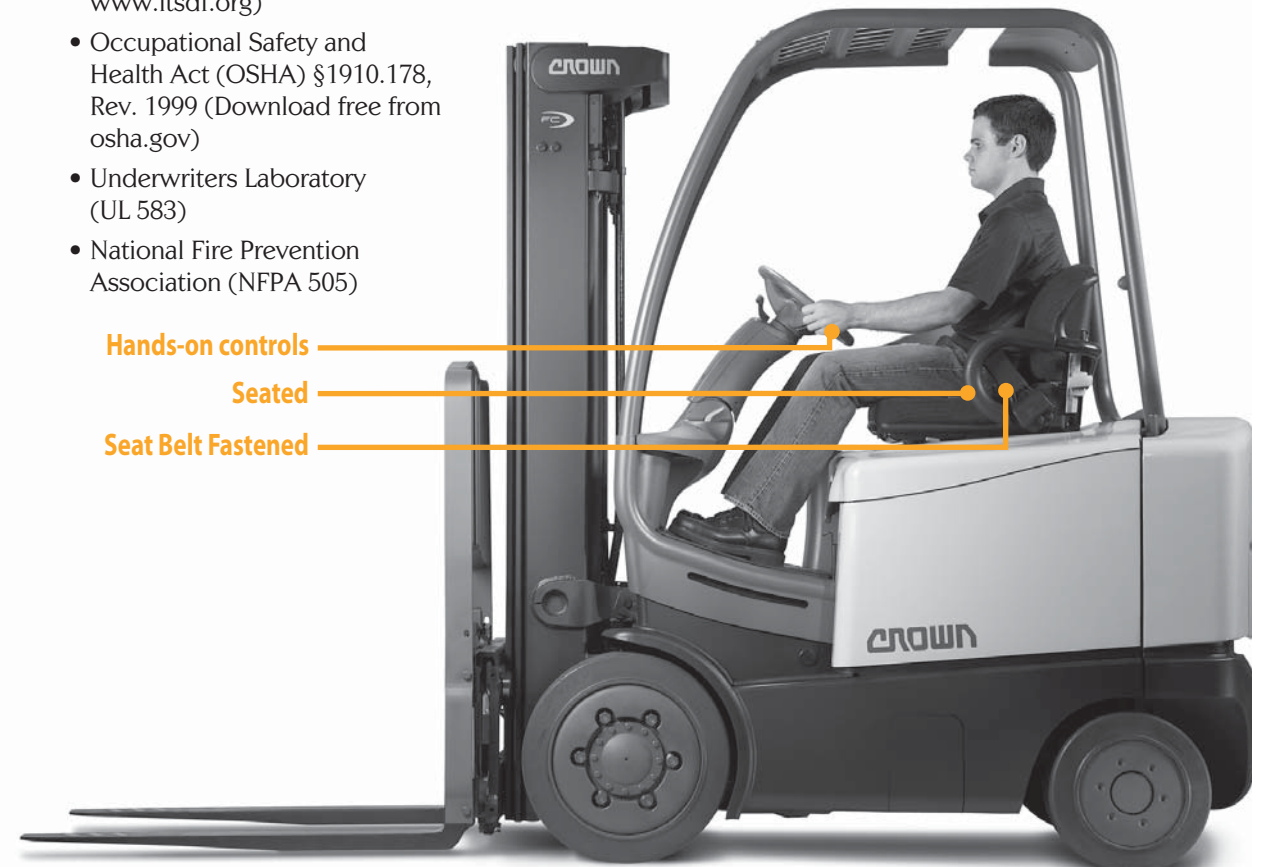 www.itsdf.org)
• Occupational Safety and
Health Act (OSHA) §1910.178,
Rev. 1999 (Download free from
osha.gov)
• Underwriters Laboratory
(UL 583)
• National Fire Prevention
Association (NFPA 505)
Hands-on controls
Seated
Seat Belt Fastened
CROWN
FC
CROWN